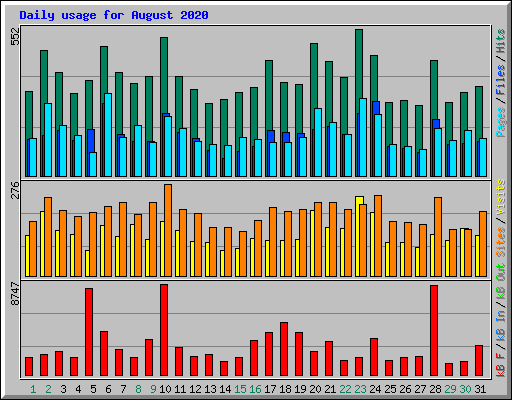 Daily usage for August 2020
552
Pages / Files / Hits
276
Sites / Visits
8747
kB F / kB In / kB Out
1 2 3 4 5 6 7 8 9 10 11 12 13 14 15 16 17 18 19 20 21 22 23 24 25 26 27 28 29 30 31